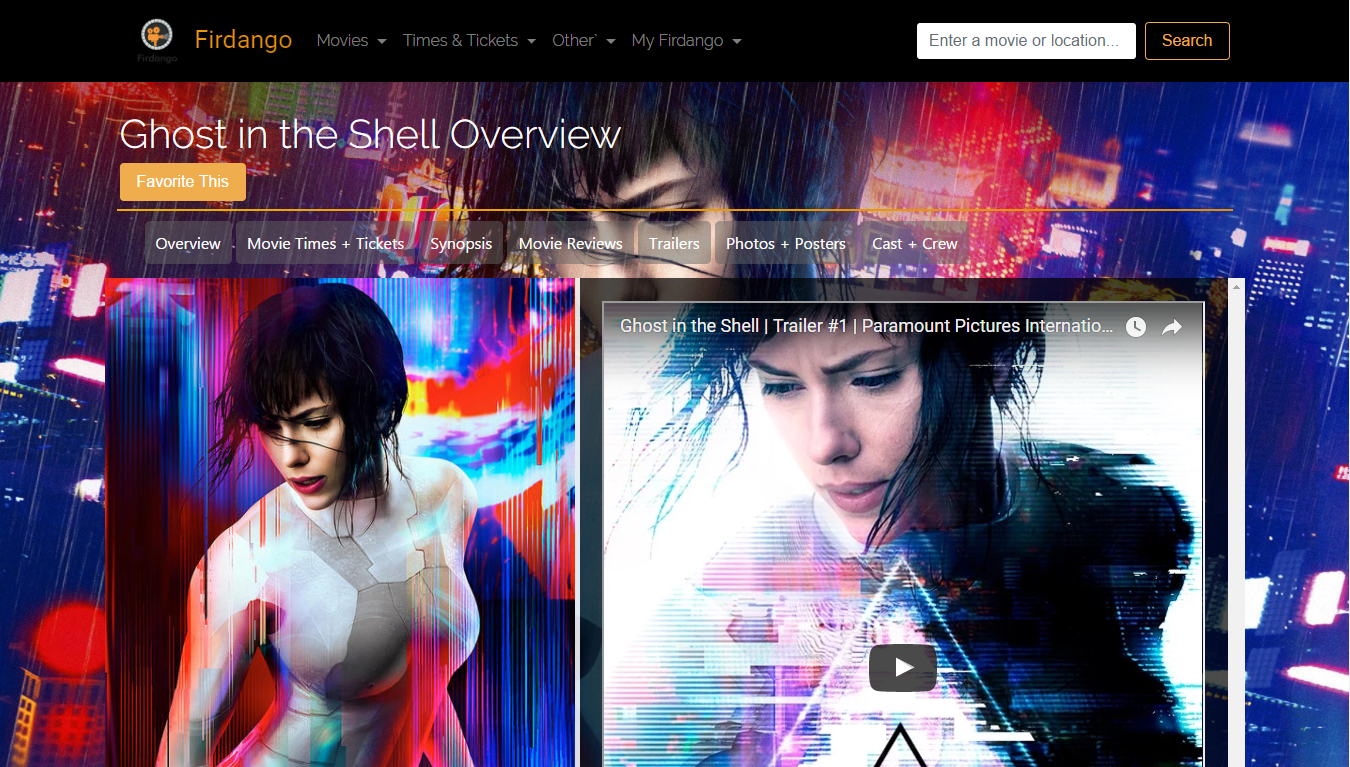 Firdango
Firdango Movies Times & Tickets Other` My Firdango Enter a movie or location... Search
Ghost in the Shell Overview
Favorite This
Overview Movie Times + Tickets Synopsis Movie Reviews Trailers Photos + Posters Cast + Crew
Ghost in the Shell | Trailer #1 | Paramount Pictures Internatio...